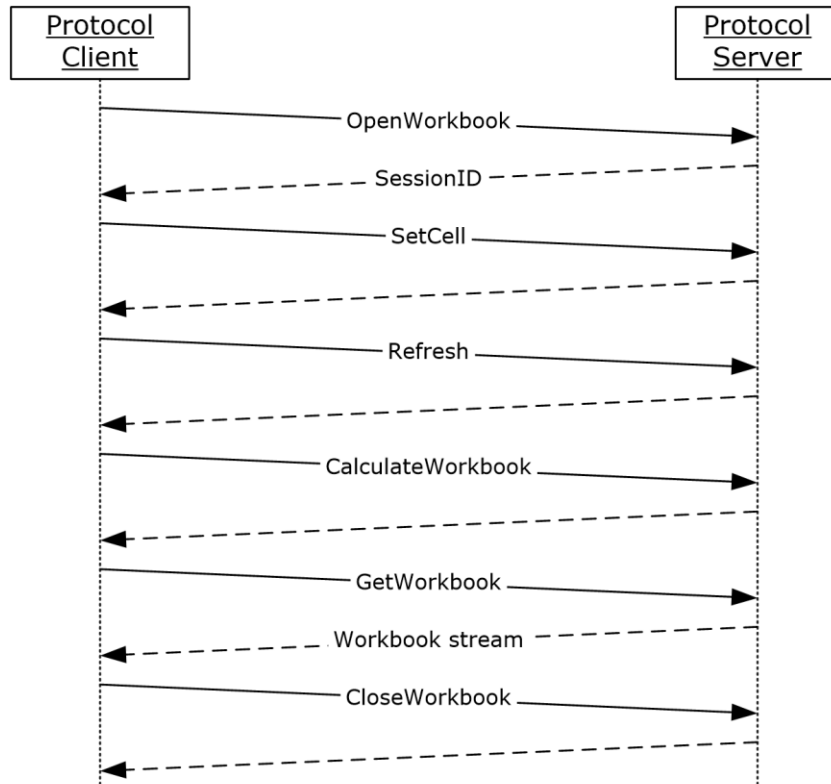 Protocol
Client
Protocol
Server
OpenWorkbook
SessionID
SetCell
Refresh
CalculateWorkbook
GetWorkbook
Workbook stream
CloseWorkbook